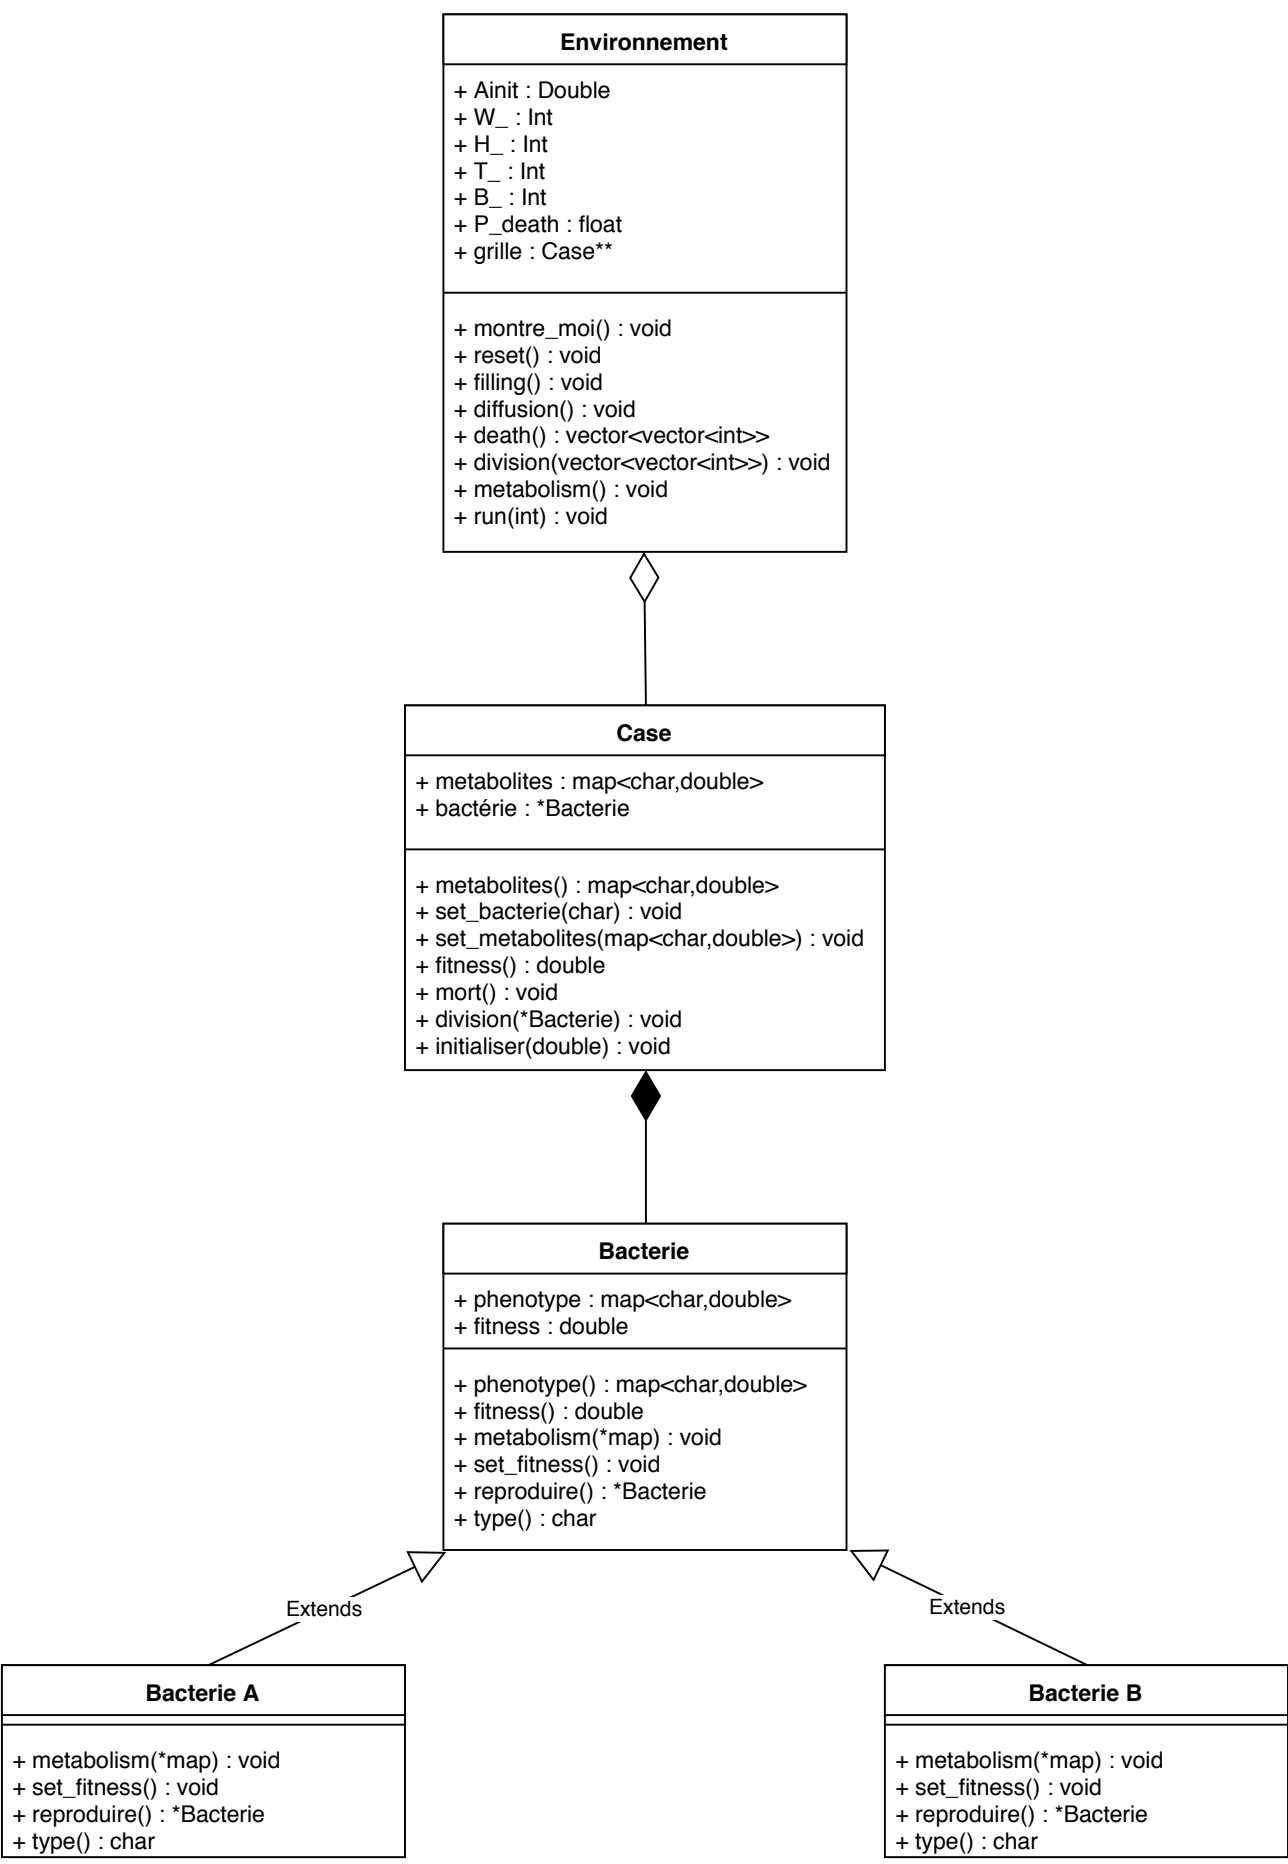 Environnement
+ Ainit : Double
+ W_ : Int
+ H_ : Int
+ T_ : Int
+ B_ : Int
+ P_death : float
+ grille : Case**
+ montre_moi() : void
+ reset() : void
+ filling() : void
+ diffusion() : void
+ death() : vector<vector<int>>
+ division(vector<vector<int>>) : void
+ metabolism() : void
+ run(int) : void
Case
+ metabolites : map<char,double>
+ bactérie : *Bacterie
+ metabolites() : map<char,double>
+ set_bacterie(char) : void
+ set_metabolites(map<char,double>) : void
+ fitness() : double
+ mort() : void
+ division(*Bacterie) : void
+ initialiser(double) : void
Bacterie
+ phenotype : map<char,double>
+ fitness : double
+ phenotype() : map<char,double>
+ fitness() : double
+ metabolism(*map) : void
+ set_fitness() : void
+ reproduire() : *Bacterie
+ type() : char
Extends
Extends
Bacterie A
+ metabolism(*map) : void
+ set_fitness() : void
+ reproduire() : *Bacterie
+ type() : char
Bacterie B
+ metabolism(*map) : void
+ set_fitness() : void
+ reproduire() : *Bacterie
+ type() : char